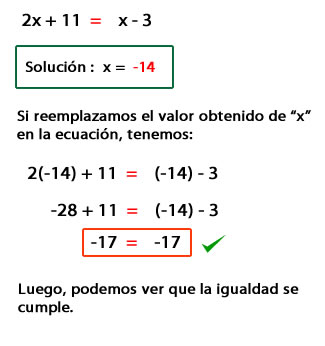 2x + 11 = x - 3
Solución : x = -14
Si reemplazamos el valor obtenido de “x”
en la ecuación, tenemos:
2(-14) + 11 = (-14) - 3
-28 + 11 = (-14) - 3
-17 = -17
Luego, podemos ver que la igualdad se
cumple.